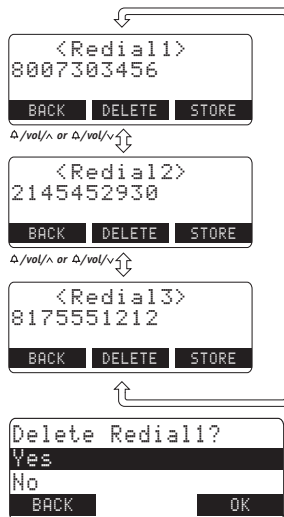 <Redial1>
8007303456
BACK DELETE STORE
/vol/∧ or /vol/∨
<Redial2>
2145452930
BACK DELETE STORE
/vol/∧ or /vol/∨
<Redial3>
8175551212
BACK DELETE STORE
Delete Redial1?
Yes
No
BACK OK